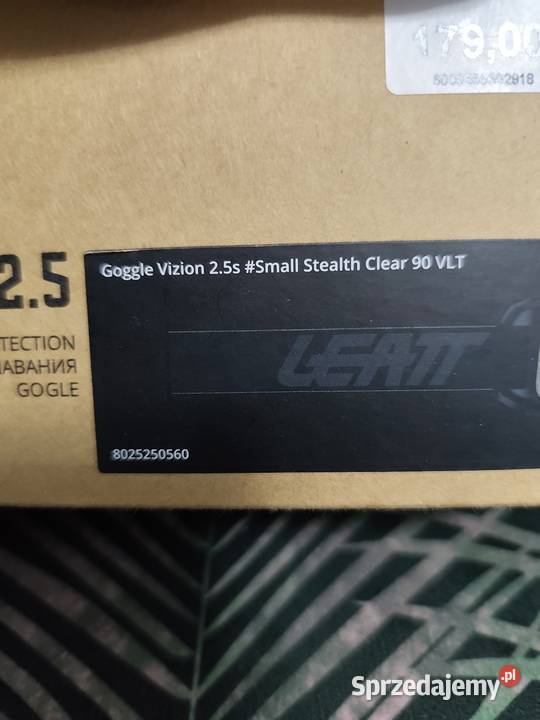 179,00
2.5
Goggle Vizion 2.5s #Small Stealth Clear 90 VLT
TECTION
ЛАВАНИЯ
GOGLE
LEATT
8025250560
Sprzedajemy.pl